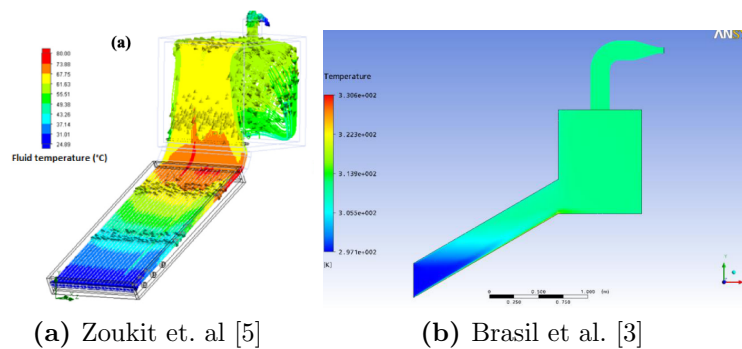 (a)
80.00
73.88
67.75
61.63
55.51
49.38
43.26
37.14
31.01
24.89
Fluid temperature (°C)
ANS
Temperature
3.306e+002
3.223e+002
3.139e+002
3.055e+002
2.971e+002
[K]
0 0.500 1.000 (m)
0.250 0.750
(a) Zoukit et. al [5]
(b) Brasil et al. [3]